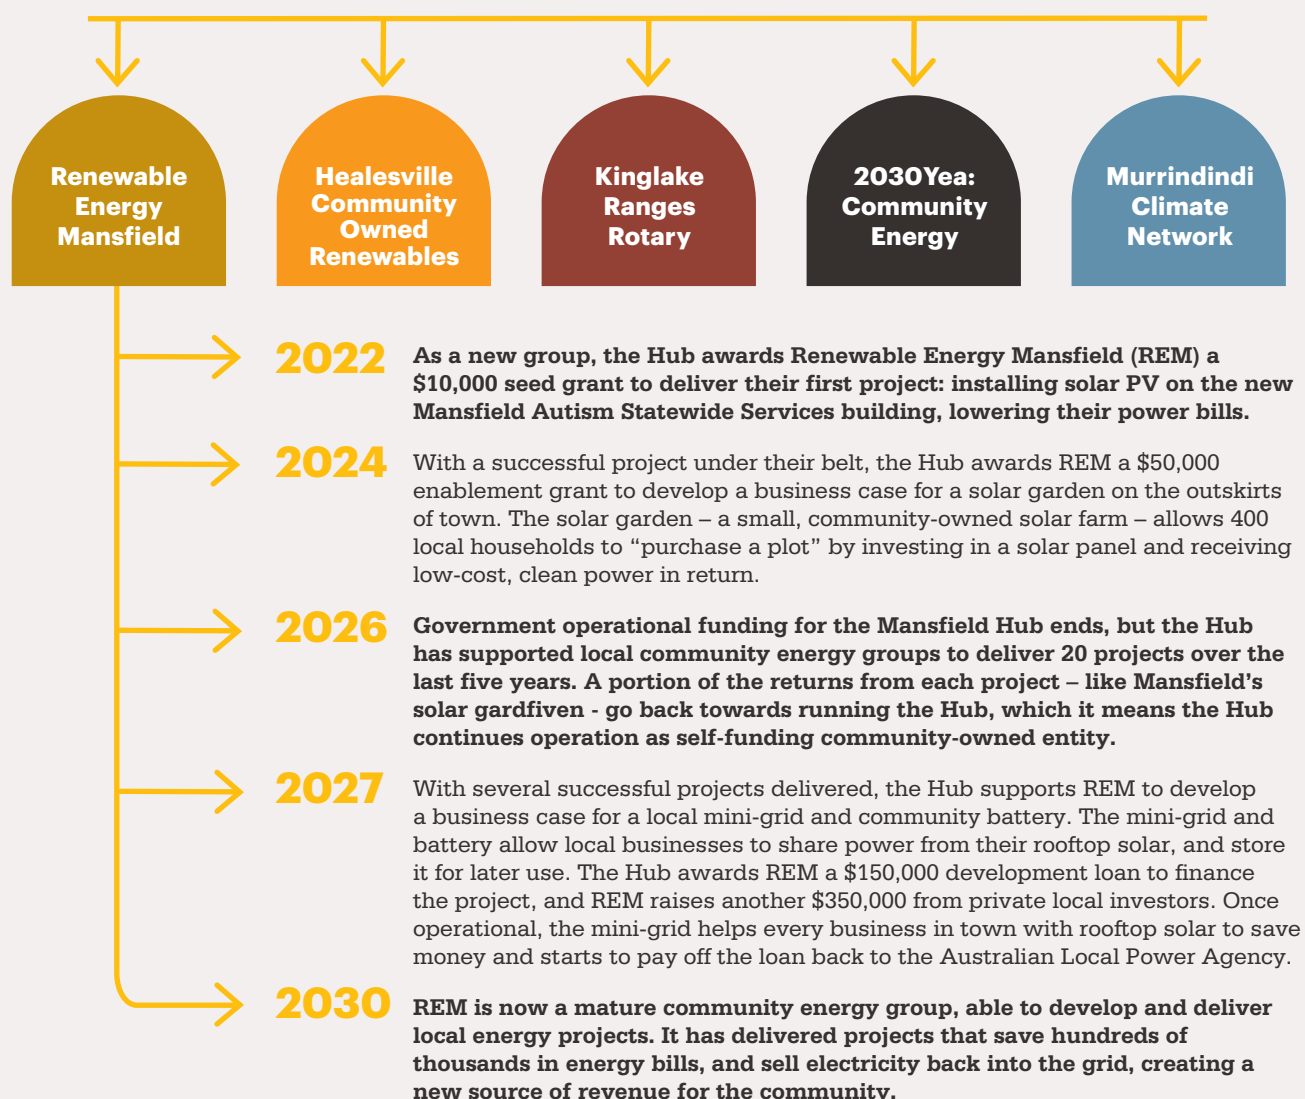 Renewable
Energy
Mansfield
Healesville
Community
Owned
Renewables
Kinglake
Ranges
Rotary
2030Yea:
Community
Energy
Murrindindi
Climate
Network
2022
As a new group, the Hub awards Renewable Energy Mansfield (REM) a
$10,000 seed grant to deliver their first project: installing solar PV on the new
Mansfield Autism Statewide Services building, lowering their power bills.
2024
With a successful project under their belt, the Hub awards REM a $50,000
enablement grant to develop a business case for a solar garden on the outskirts
of town. The solar garden – a small, community-owned solar farm – allows 400
local households to “purchase a plot” by investing in a solar panel and receiving
low-cost, clean power in return.
2026
Government operational funding for the Mansfield Hub ends, but the Hub
has supported local community energy groups to deliver 20 projects over the
last five years. A portion of the returns from each project – like Mansfield’s
solar gardfiven - go back towards running the Hub, which it means the Hub
continues operation as self-funding community-owned entity.
2027
With several successful projects delivered, the Hub supports REM to develop
a business case for a local mini-grid and community battery. The mini-grid and
battery allow local businesses to share power from their rooftop solar, and store
it for later use. The Hub awards REM a $150,000 development loan to finance
the project, and REM raises another $350,000 from private local investors. Once
operational, the mini-grid helps every business in town with rooftop solar to save
money and starts to pay off the loan back to the Australian Local Power Agency.
2030
REM is now a mature community energy group, able to develop and deliver
local energy projects. It has delivered projects that save hundreds of
thousands in energy bills, and sell electricity back into the grid, creating a
new source of revenue for the community.